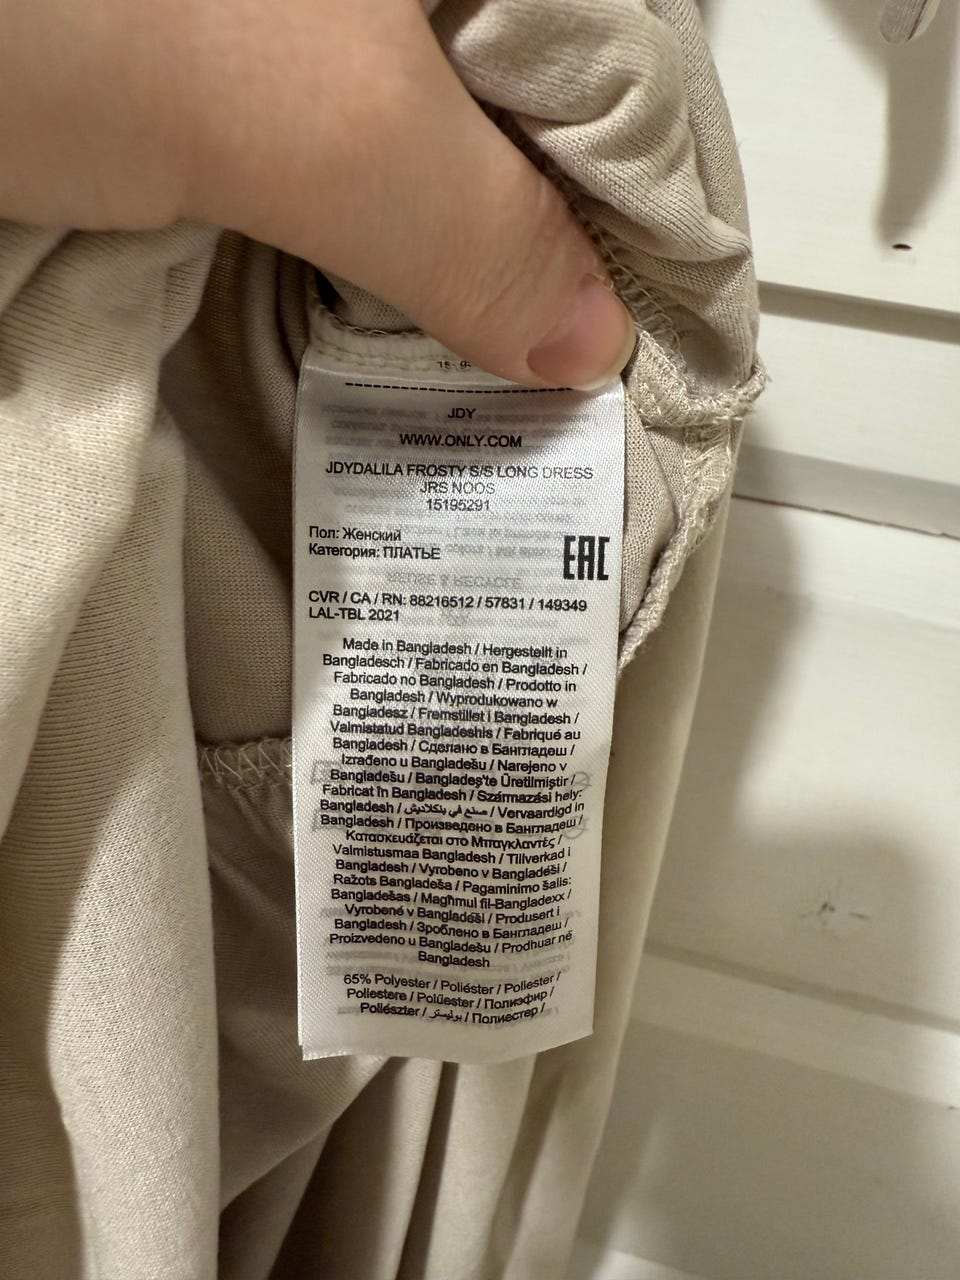 JDY
WWW.ONLY.COM
JDYDALILA FROSTY S/S LONG DRESS
JRS NOOS
15195291
Пол: Женский
Категория: ПЛАТЬЕ
EAC
REUSE & RECYCLE
CVR / CA / RN: 88216512 / 57831 / 149349
LAL-TBL 2021
Made in Bangladesh / Hergestellt in
Bangladesch / Fabricado en Bangladesh /
Fabricado no Bangladesh / Prodotto in
Bangladesh / Wyprodukowano w
Bangladesz / Fremstillet i Bangladesh /
Valmistatud Bangladeshis / Fabriqué au
Bangladesh / Сделано в Бангладеш /
Izrađeno u Bangladešu / Narejeno v
Bangladešu / Bangladeş'te Üretilmiştir /
Fabricat în Bangladesh / Származási hely:
Bangladesh / صنع في بنكلاديش / Vervaardigd in
Bangladesh / Произведено в Бангладеш /
Κατασκευάζεται στο Μπαγκλαντές /
Valmistusmaa Bangladesh / Tillverkad i
Bangladesh / Vyrobeno v Bangladéši /
Ražots Bangladeša / Pagaminimo šalis:
Bangladešas / Magħmul fil-Bangladexx /
Vyrobené v Bangladéši / Produsert i
Bangladesh / Зроблено в Бангладеш /
Proizvedeno u Bangladešu / Prodhuar në
Bangladesh
65% Polyester / Poliéster / Poliester /
Poliestere / Polüester / Полиэфир /
Poliészter / بوليستر / Полиестер /